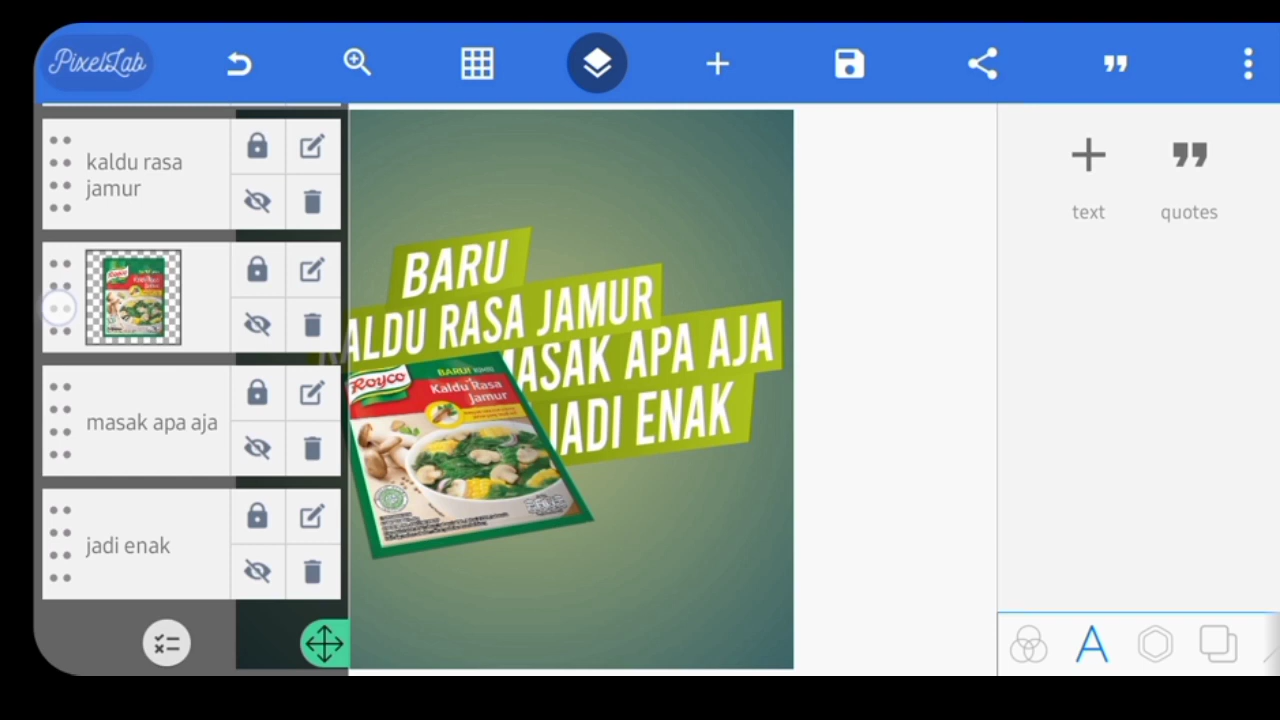 PixelLab
kaldu rasa
jamur
masak apa aja
jadi enak
BARU
ALDU RASA JAMUR
MASAK APA AJA
JADI ENAK
Royco
BARU!
Kaldu Rasa
Jamur
text
quotes
A